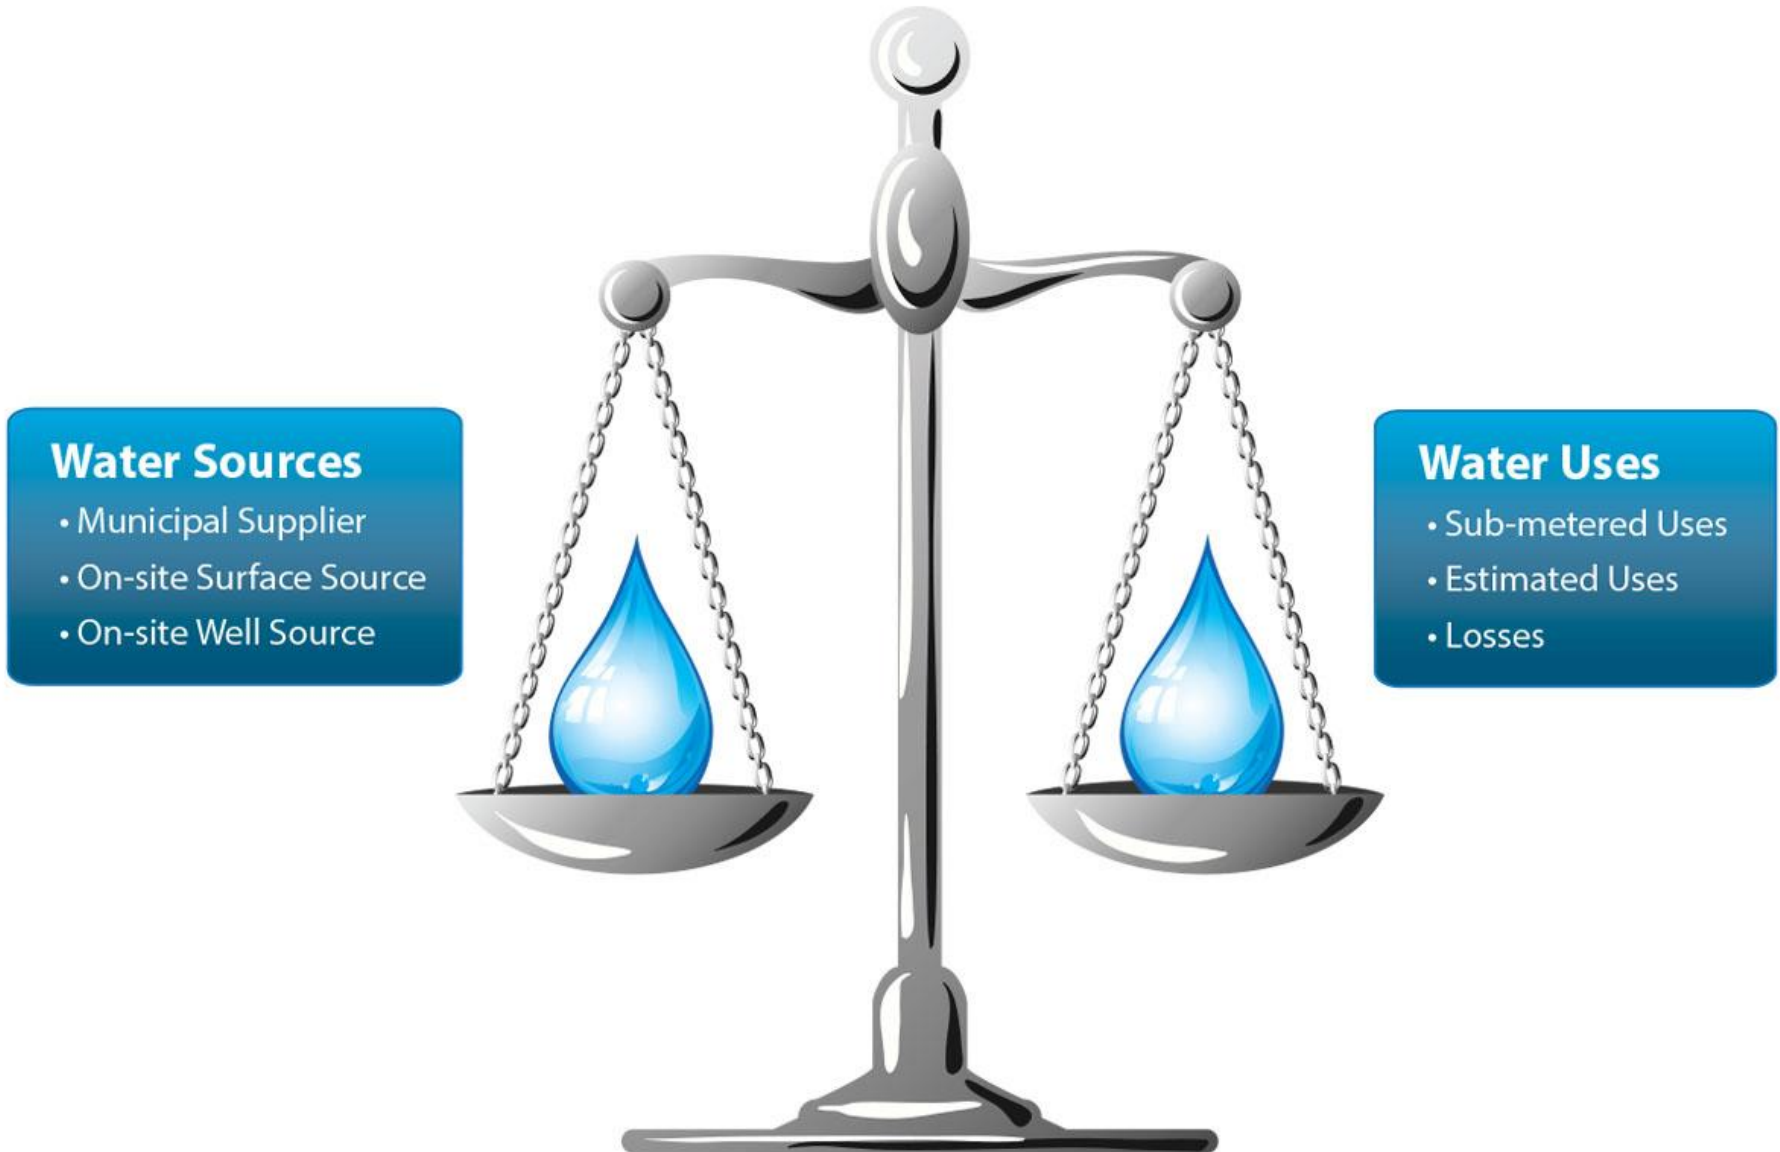 Water Sources
• Municipal Supplier
• On-site Surface Source
• On-site Well Source
Water Uses
• Sub-metered Uses
• Estimated Uses
• Losses